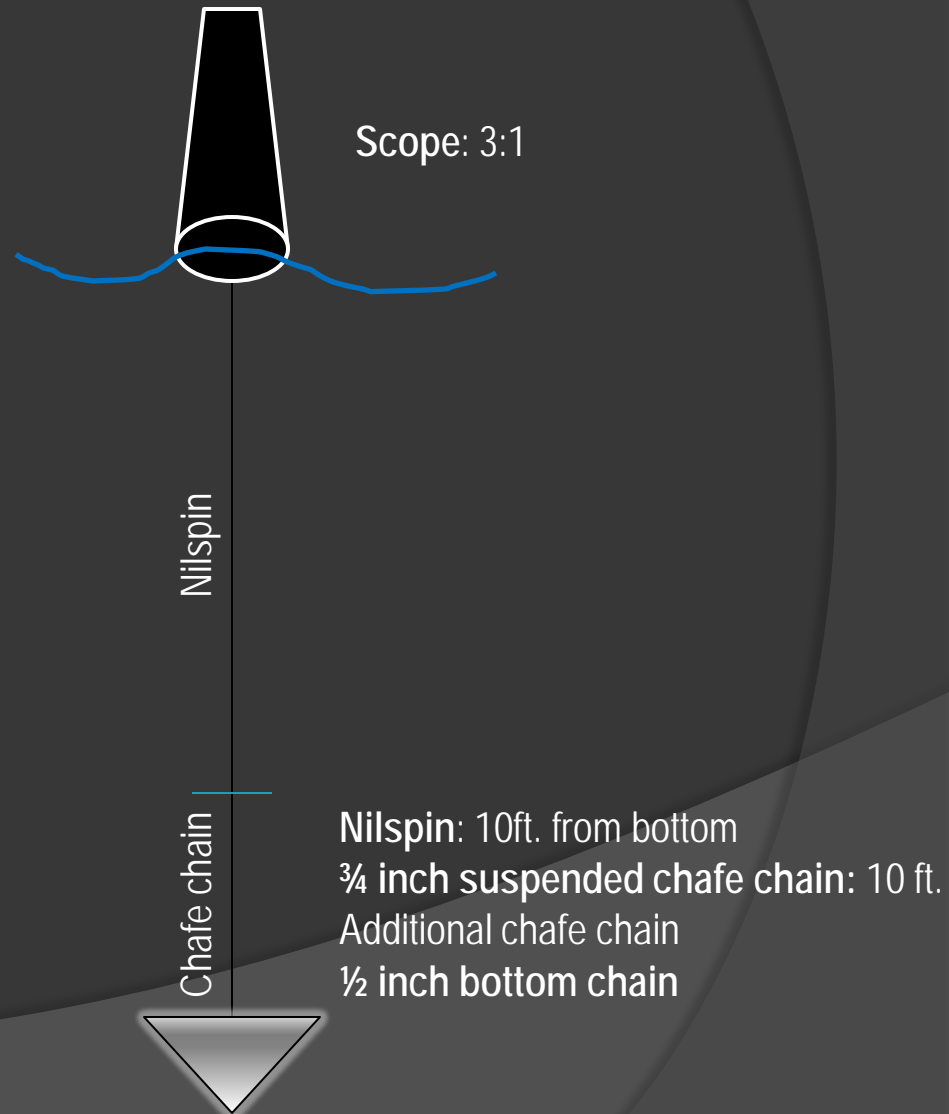 Scope: 3:1
Nilspin
Chafe chain
Nilspin: 10ft. from bottom
¾ inch suspended chafe chain: 10 ft.
Additional chafe chain
½ inch bottom chain